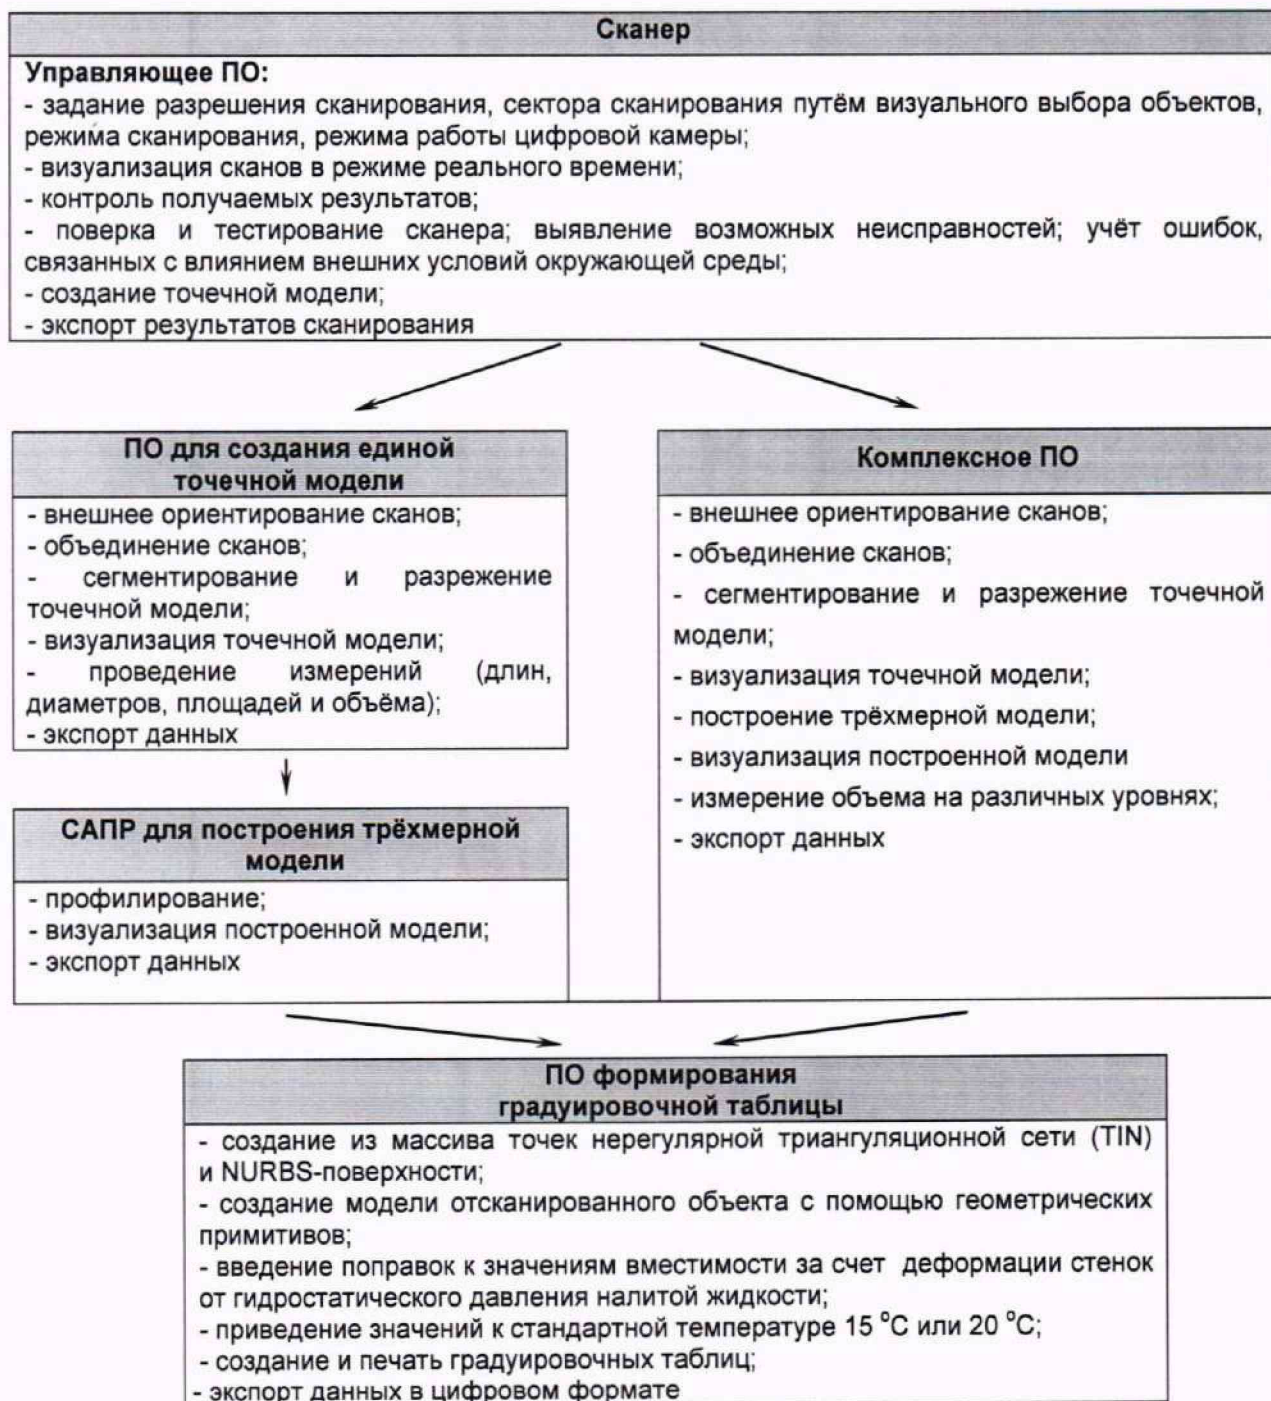 Сканер
Управляющее ПО:
- задание разрешения сканирования, сектора сканирования путём визуального выбора объектов,
режима сканирования, режима работы цифровой камеры;
- визуализация сканов в режиме реального времени;
- контроль получаемых результатов;
- поверка и тестирование сканера; выявление возможных неисправностей; учёт ошибок,
связанных с влиянием внешних условий окружающей среды;
- создание точечной модели;
- экспорт результатов сканирования
ПО для создания единой
точечной модели
- внешнее ориентирование сканов;
- объединение сканов;
- сегментирование и разрежение
точечной модели;
- визуализация точечной модели;
- проведение измерений (длин,
диаметров, площадей и объёма);
- экспорт данных
САПР для построения трёхмерной
модели
- профилирование;
- визуализация построенной модели;
- экспорт данных
Комплексное ПО
- внешнее ориентирование сканов;
- объединение сканов;
- сегментирование и разрежение точечной
модели;
- визуализация точечной модели;
- построение трёхмерной модели;
- визуализация построенной модели
- измерение объема на различных уровнях;
- экспорт данных
ПО формирования
градуировочной таблицы
- создание из массива точек нерегулярной триангуляционной сети (TIN)
и NURBS-поверхности;
- создание модели отсканированного объекта с помощью геометрических
примитивов;
- введение поправок к значениям вместимости за счет деформации стенок
от гидростатического давления налитой жидкости;
- приведение значений к стандартной температуре 15 °С или 20 °С;
- создание и печать градуировочных таблиц;
- экспорт данных в цифровом формате